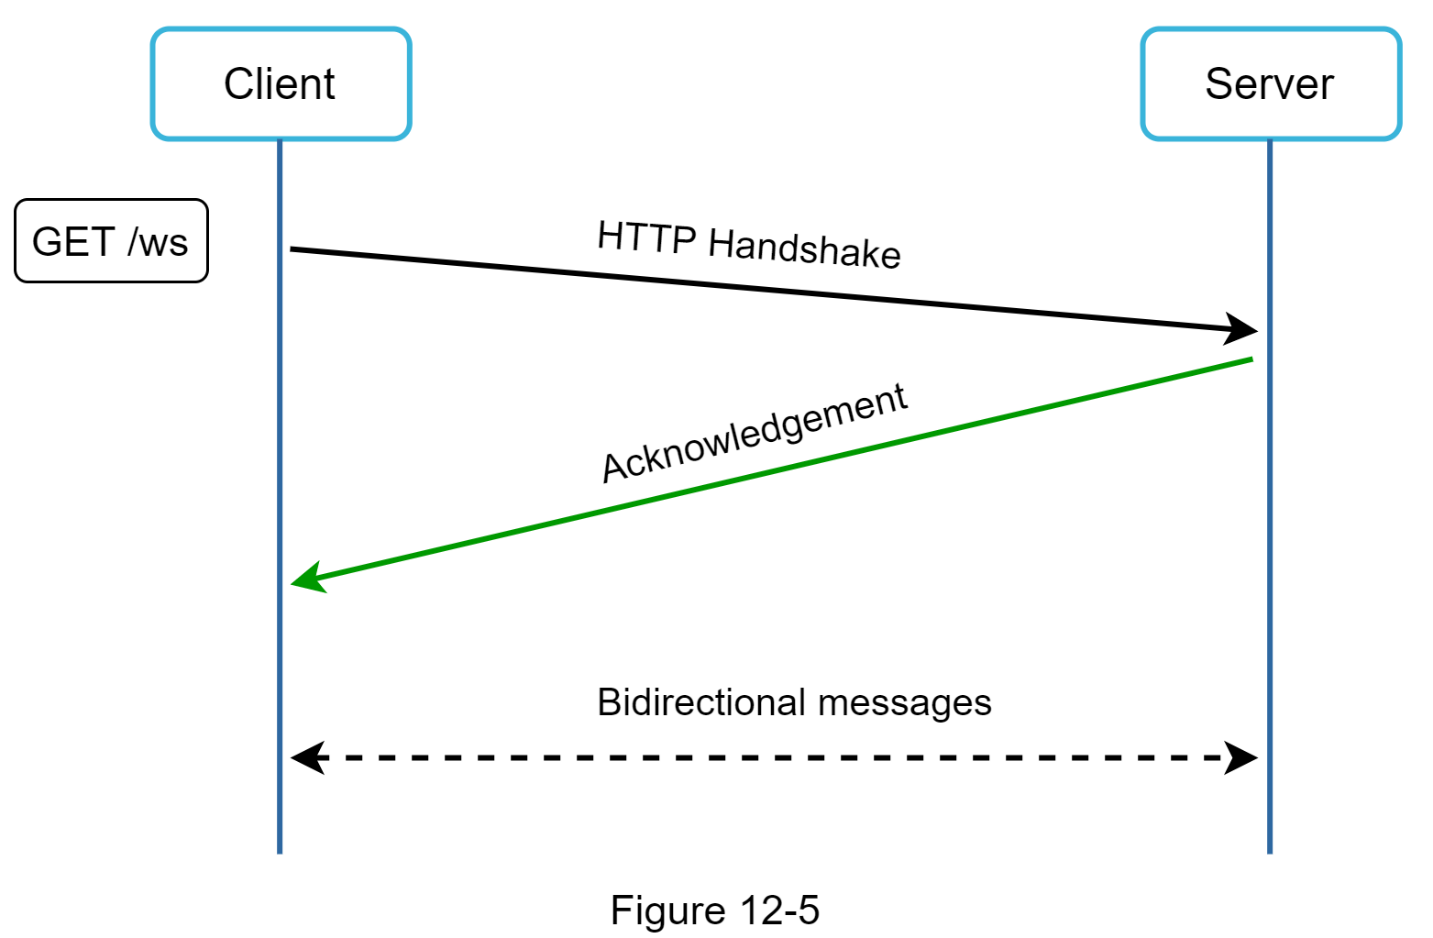 Client
Server
GET /ws
HTTP Handshake
Acknowledgement
Bidirectional messages
Figure 12-5